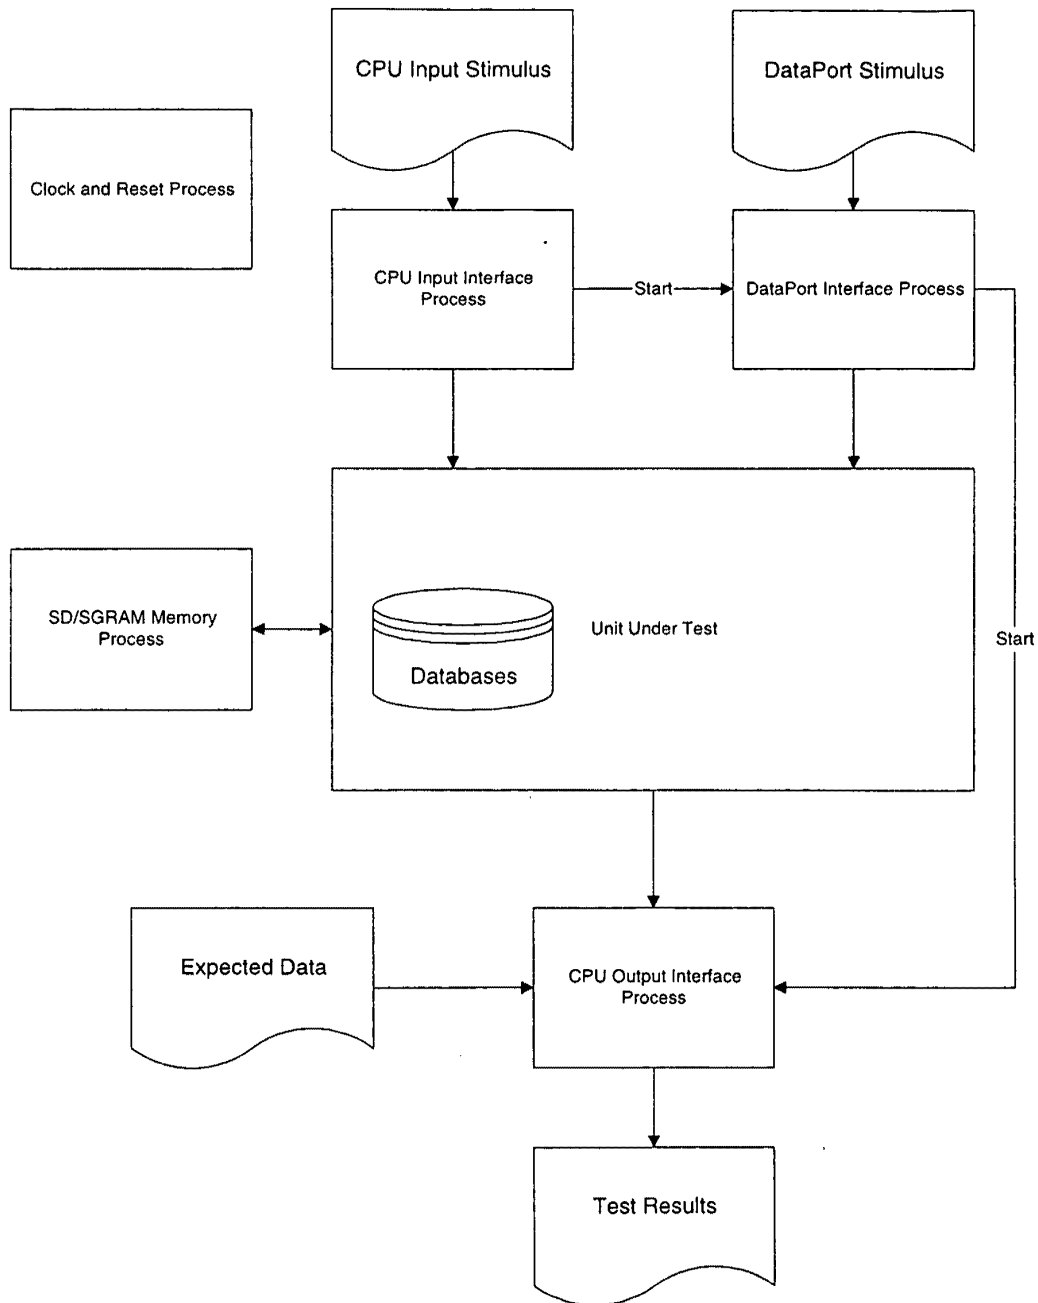 CPU Input Stimulus
DataPort Stimulus
Clock and Reset Process
CPU Input Interface
Process
Start
DataPort Interface Process
SD/SGRAM Memory
Process
Databases
Unit Under Test
Start
Expected Data
CPU Output Interface
Process
Test Results